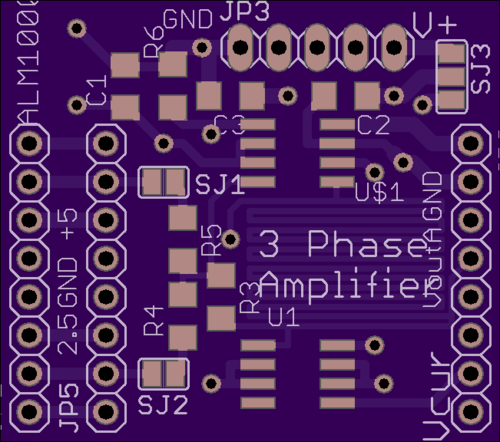 ALM1000
R6
GND
JP3
V+
SJ3
C1
C3
C2
SJ1
U$1
+5
GND
2.5
R5
3 Phase
Amplifier
VoutA
GND
R4
R3
U1
JP5
SJ2
Vcur